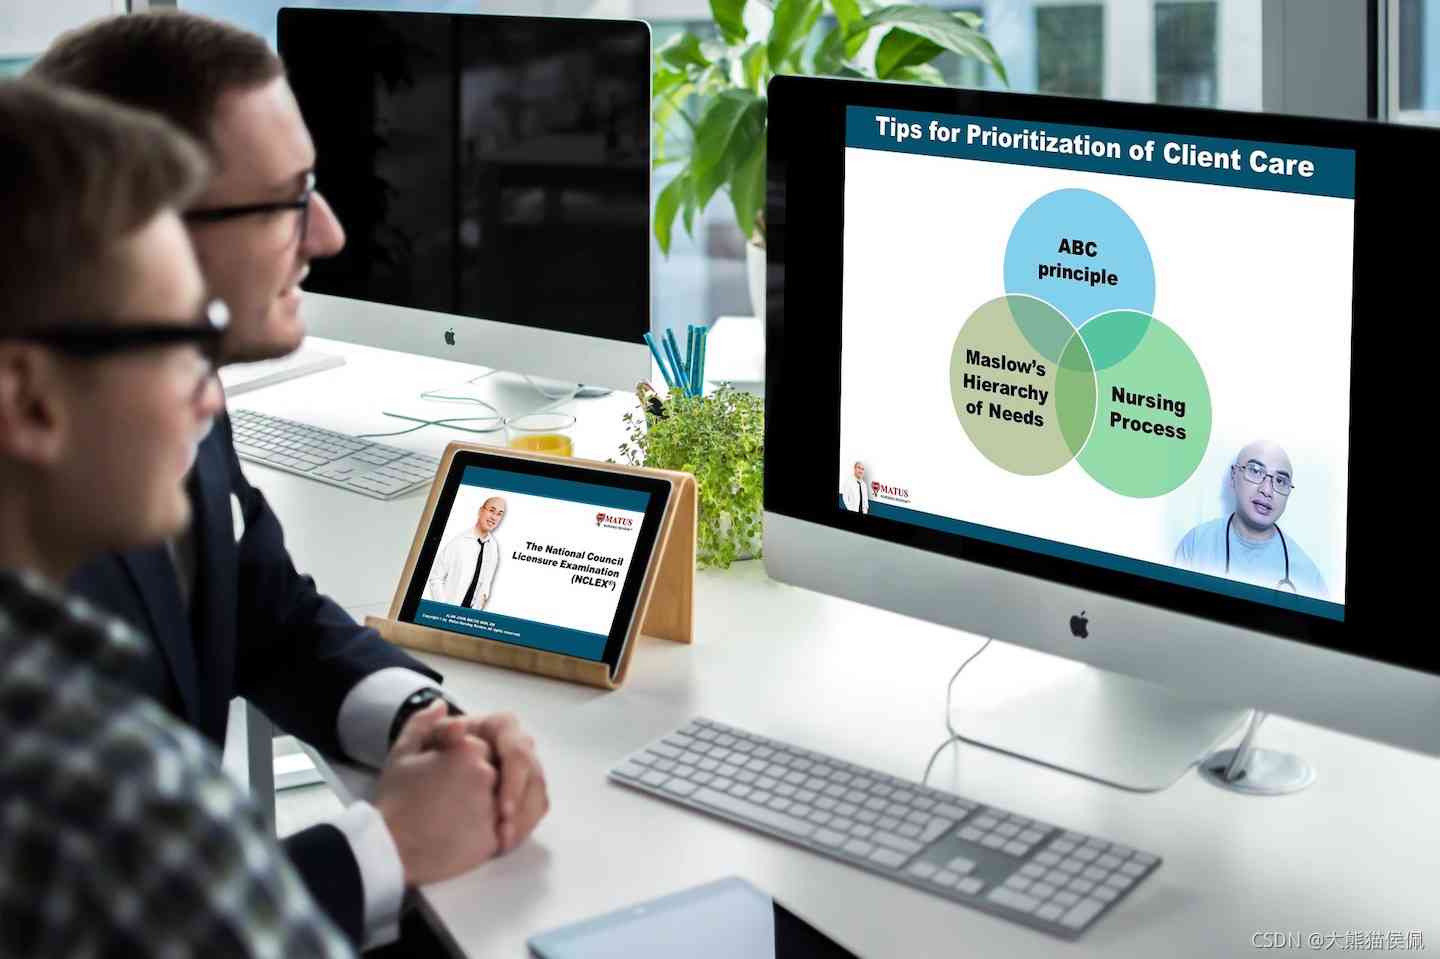 Tips for Prioritization of Client Care
ABC
principle
Maslow's
Hierarchy
of Needs
Nursing
Process
MATUS
MATUS
The National Council
Licensure Examination
(NCLEX®)
CSDN @大熊猫侯佩